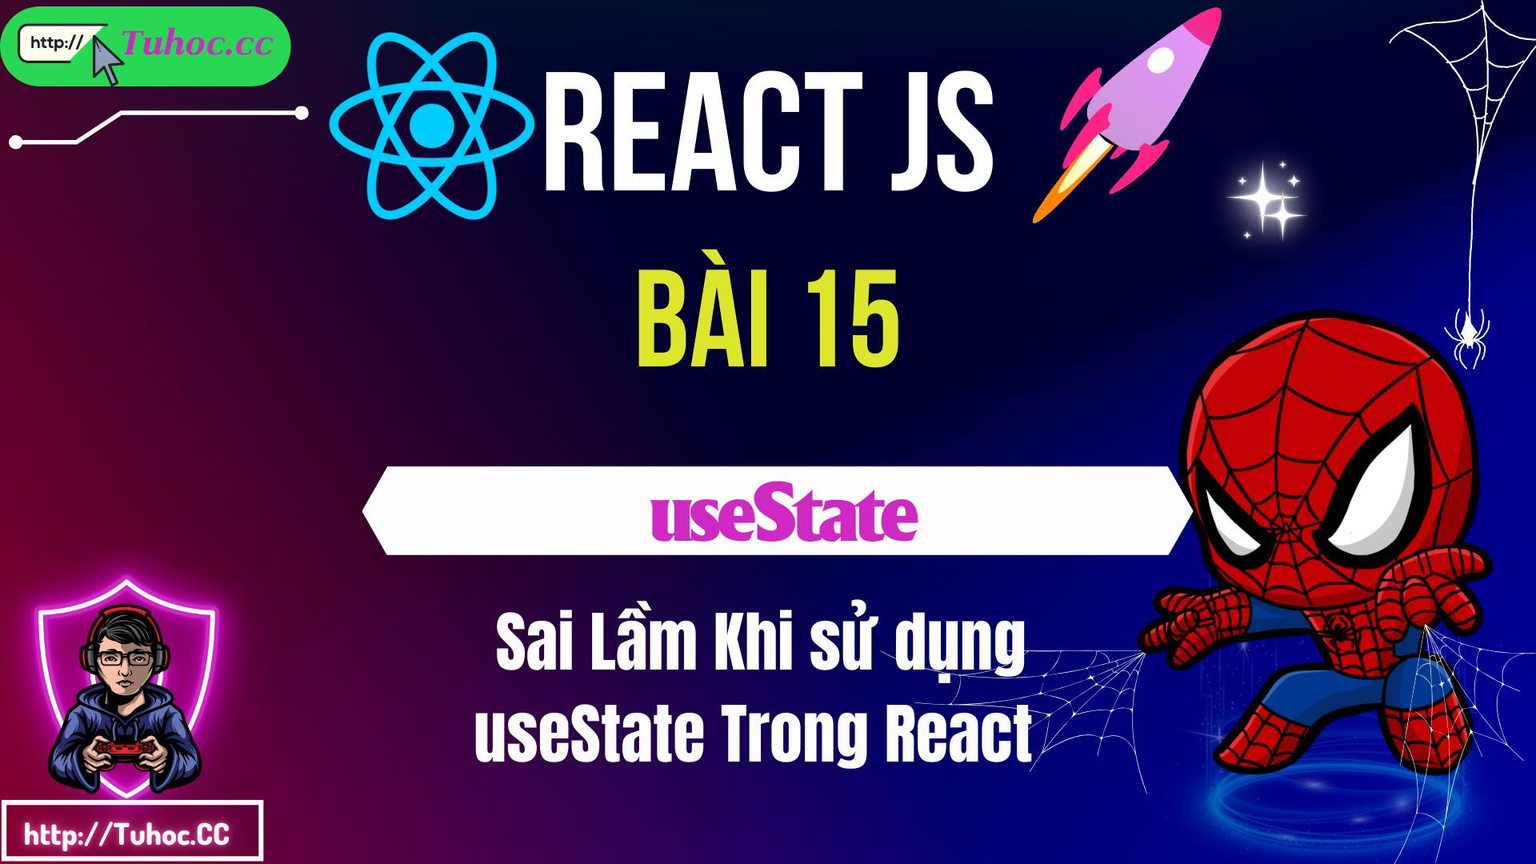 http://
Tuhoc.cc
REACT JS
BÀI 15
useState
Sai Lầm Khi sử dụng
useState Trong React
http://Tuhoc.CC